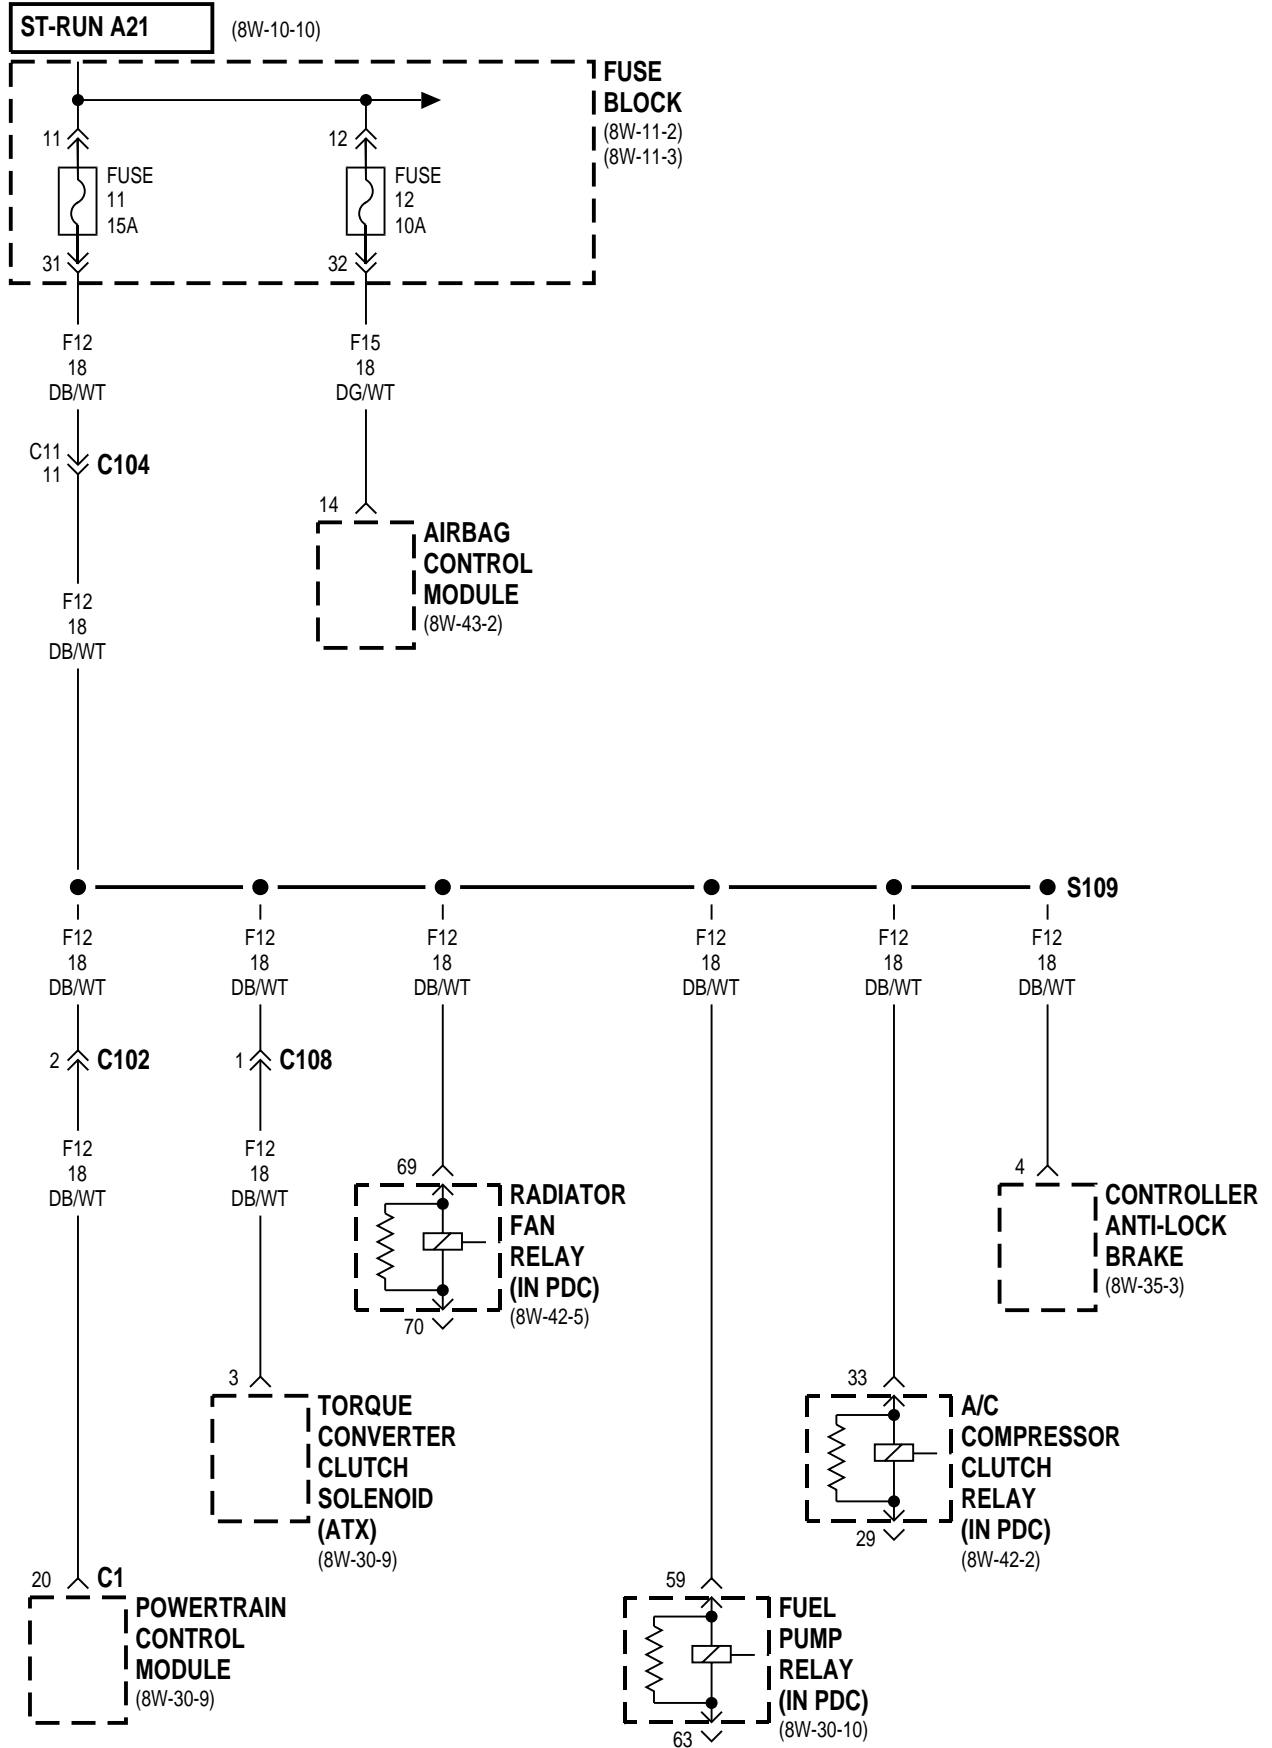 ST-RUN A21 (8W-10-10)
FUSE
BLOCK
(8W-11-2)
(8W-11-3)
11
FUSE
11
15A
31
12
FUSE
12
10A
32
F12
18
DB/WT
F15
18
DG/WT
C11
11
C104
14
AIRBAG
CONTROL
MODULE
(8W-43-2)
F12
18
DB/WT
S109
F12
18
DB/WT
F12
18
DB/WT
F12
18
DB/WT
F12
18
DB/WT
F12
18
DB/WT
F12
18
DB/WT
2 C102
1 C108
F12
18
DB/WT
F12
18
DB/WT
69
RADIATOR
FAN
RELAY
(IN PDC)
(8W-42-5)
70
4
CONTROLLER
ANTI-LOCK
BRAKE
(8W-35-3)
3
TORQUE
CONVERTER
CLUTCH
SOLENOID
(ATX)
(8W-30-9)
33
A/C
COMPRESSOR
CLUTCH
RELAY
(IN PDC)
(8W-42-2)
29
20 C1
POWERTRAIN
CONTROL
MODULE
(8W-30-9)
59
FUEL
PUMP
RELAY
(IN PDC)
(8W-30-10)
63